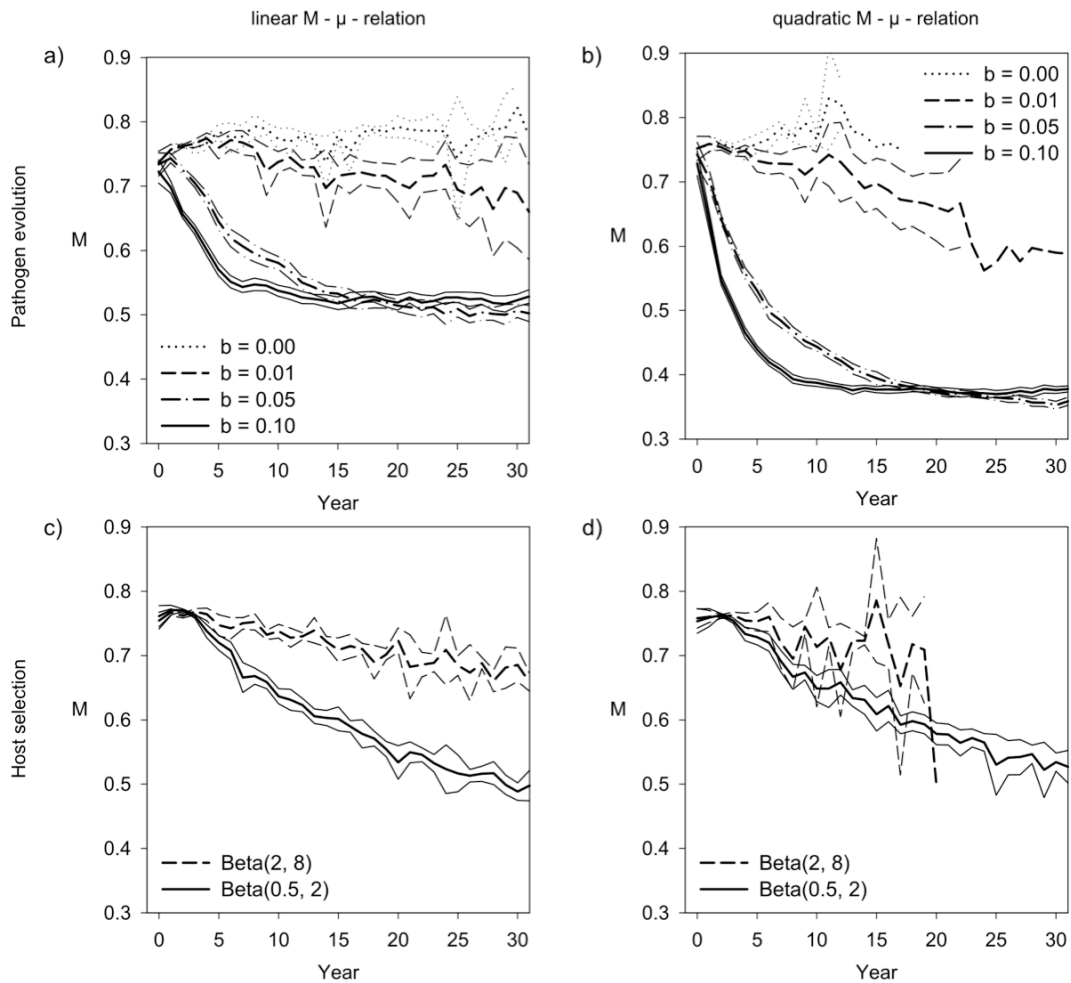 linear M - µ - relation
quadratic M - µ - relation
Pathogen evolution
a)
M
0.9
0.8
0.7
0.6
0.5
0.4
0.3
b = 0.00
b = 0.01
b = 0.05
b = 0.10
0 5 10 15 20 25 30
Year
b)
M
0.9
0.8
0.7
0.6
0.5
0.4
0.3
b = 0.00
b = 0.01
b = 0.05
b = 0.10
0 5 10 15 20 25 30
Year
Host selection
c)
M
0.9
0.8
0.7
0.6
0.5
0.4
0.3
Beta(2, 8)
Beta(0.5, 2)
0 5 10 15 20 25 30
Year
d)
M
0.9
0.8
0.7
0.6
0.5
0.4
0.3
Beta(2, 8)
Beta(0.5, 2)
0 5 10 15 20 25 30
Year